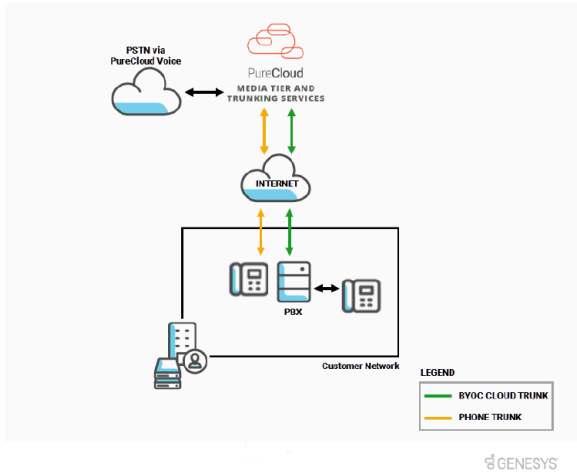 PSTN via
PureCloud Voice
PureCloud
MEDIA TIER AND
TRUNKING SERVICES
INTERNET
PBX
Customer Network
LEGEND
BYOC CLOUD TRUNK
PHONE TRUNK
GENESYS